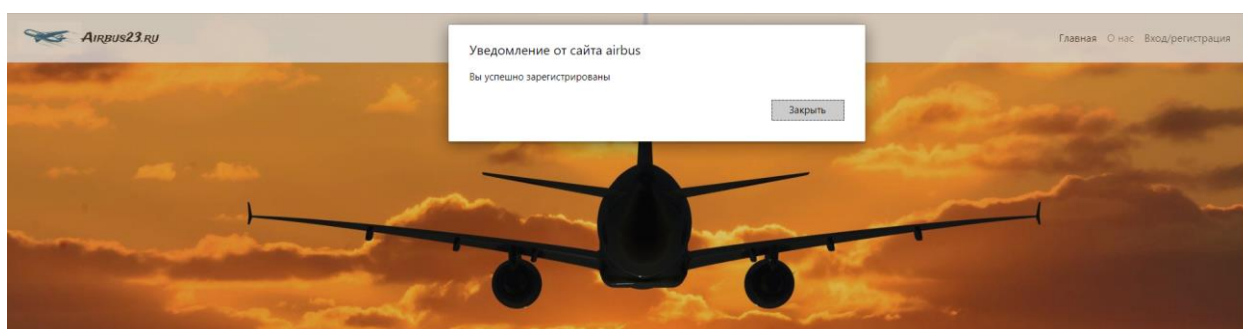 Airbus23.ru
Главная О нас Вход/регистрация
Уведомление от сайта airbus
Вы успешно зарегистрированы
Закрыть